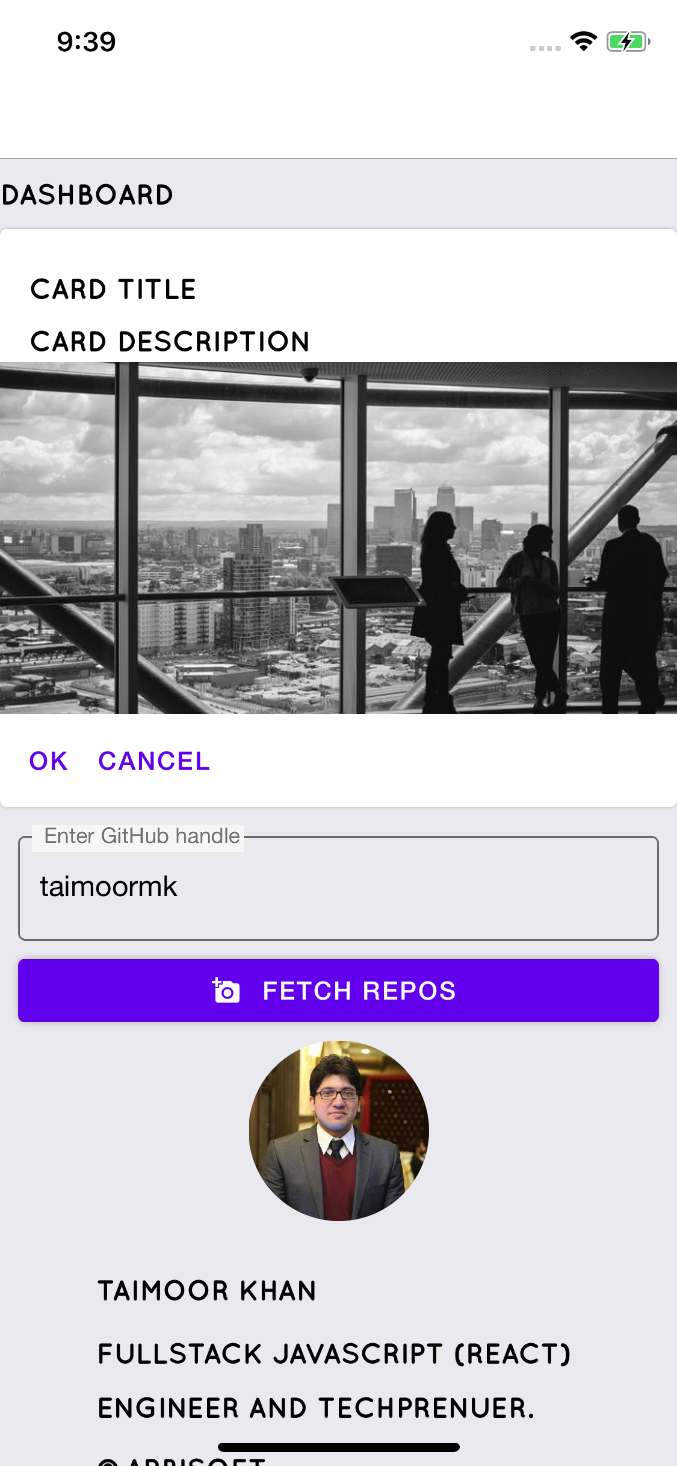 9:39
DASHBOARD
CARD TITLE
CARD DESCRIPTION
OK CANCEL
Enter GitHub handle
taimoormk
FETCH REPOS
TAIMOOR KHAN
FULLSTACK JAVASCRIPT (REACT)
ENGINEER AND TECHPRENUER.